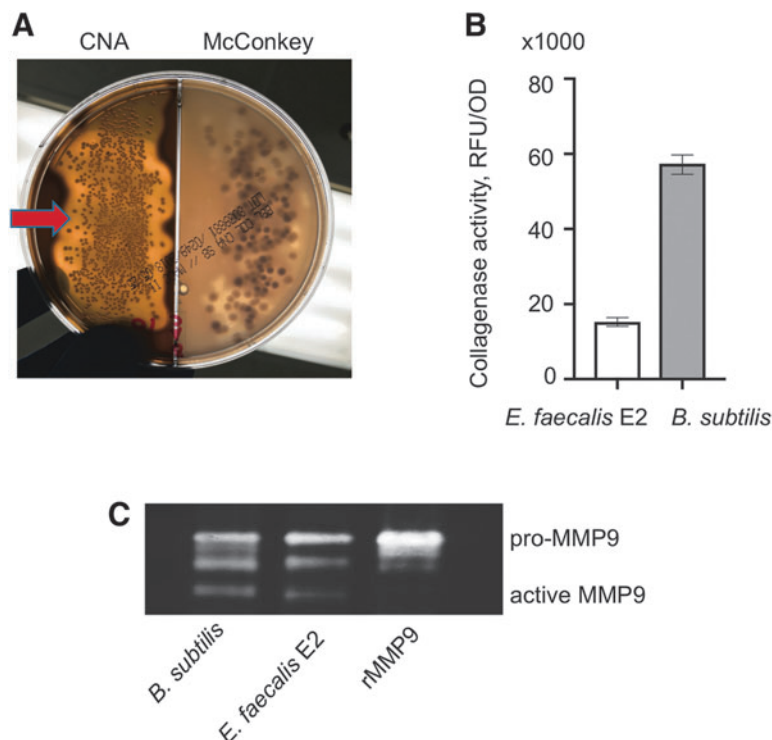 A
CNA McConkey
B
x1000
Collagenase activity, RFU/OD
80
60
40
20
0
E. faecalis E2 B. subtilis
C
pro-MMP9
active MMP9
B. subtilis
E. faecalis E2
rMMP9